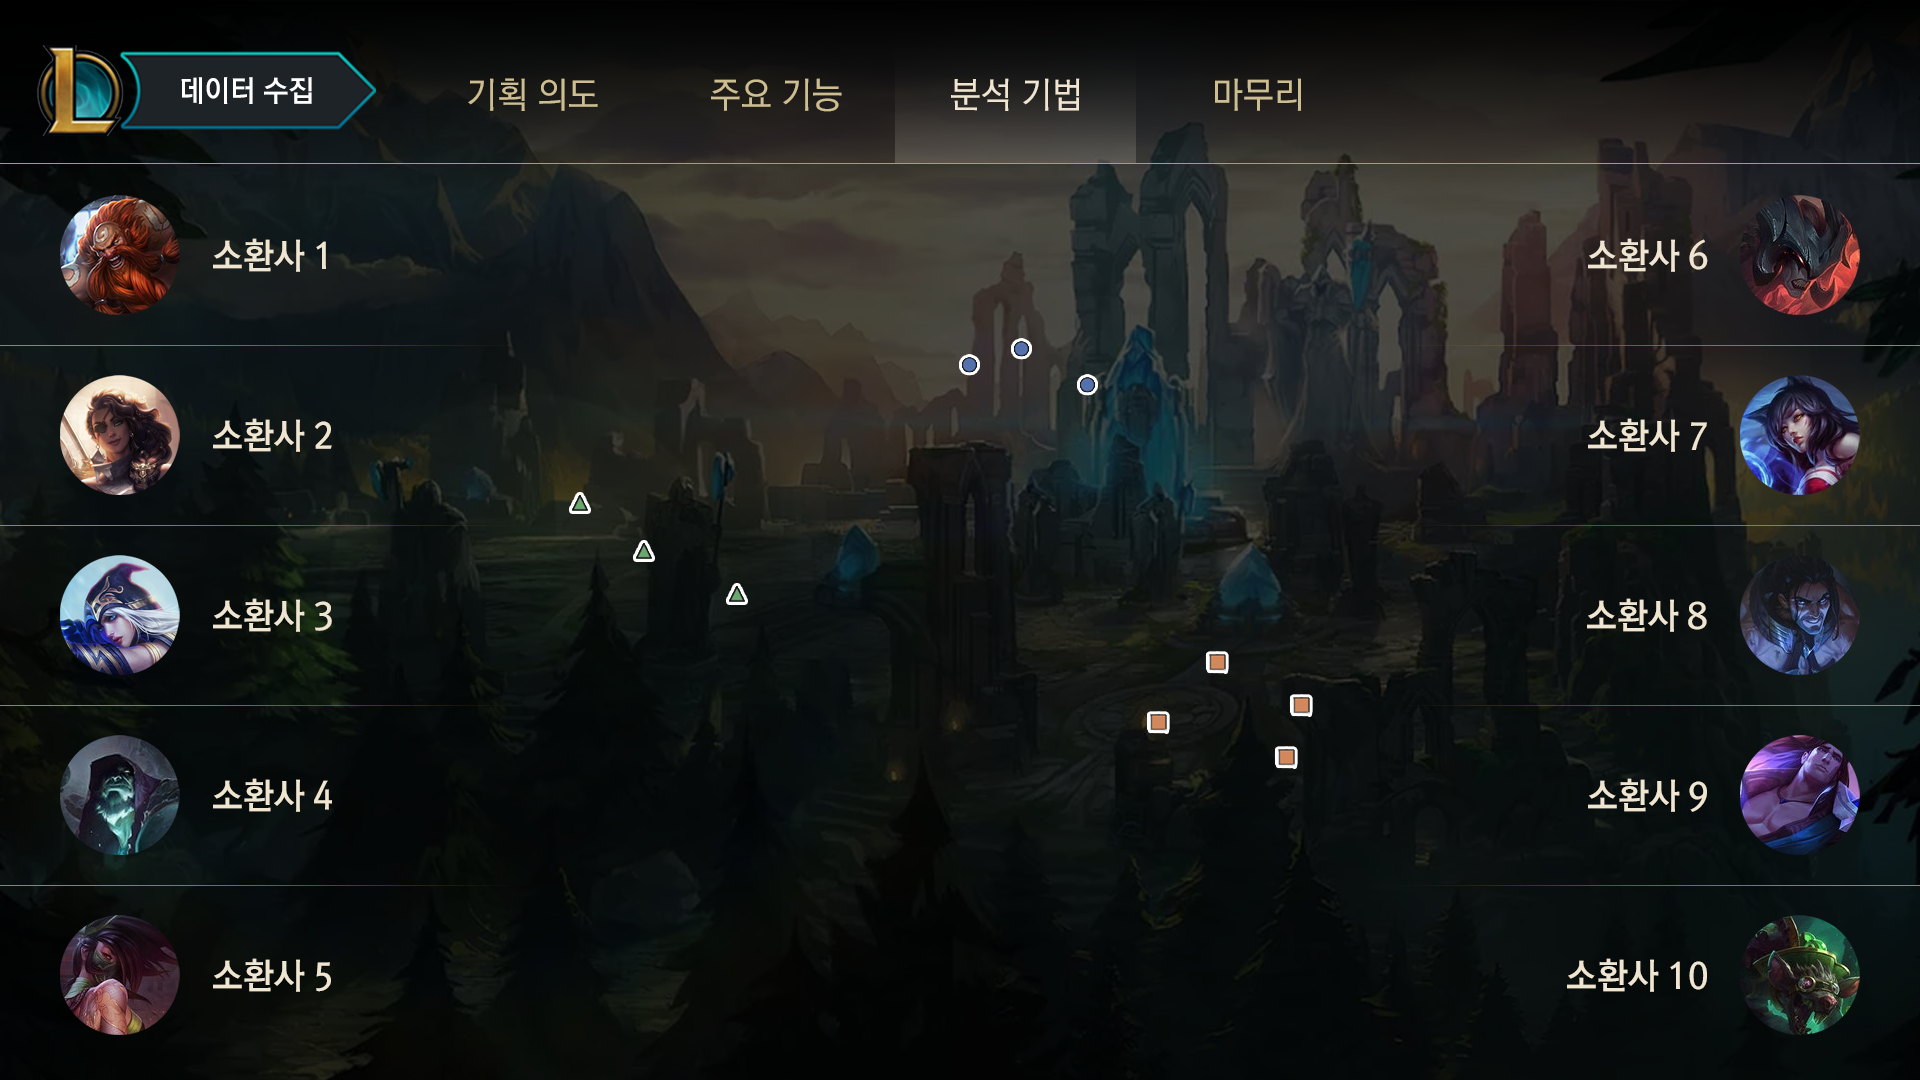 데이터 수집
기획 의도
주요 기능
분석 기법
마무리
소환사 1
소환사 2
소환사 3
소환사 4
소환사 5
소환사 6
소환사 7
소환사 8
소환사 9
소환사 10